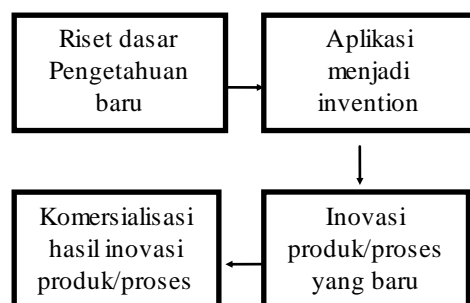 Riset dasar
Pengetahuan
baru
Aplikasi
menjadi
invention
Inovasi
produk/proses
yang baru
Komersialisasi
hasil inovasi
produk/proses